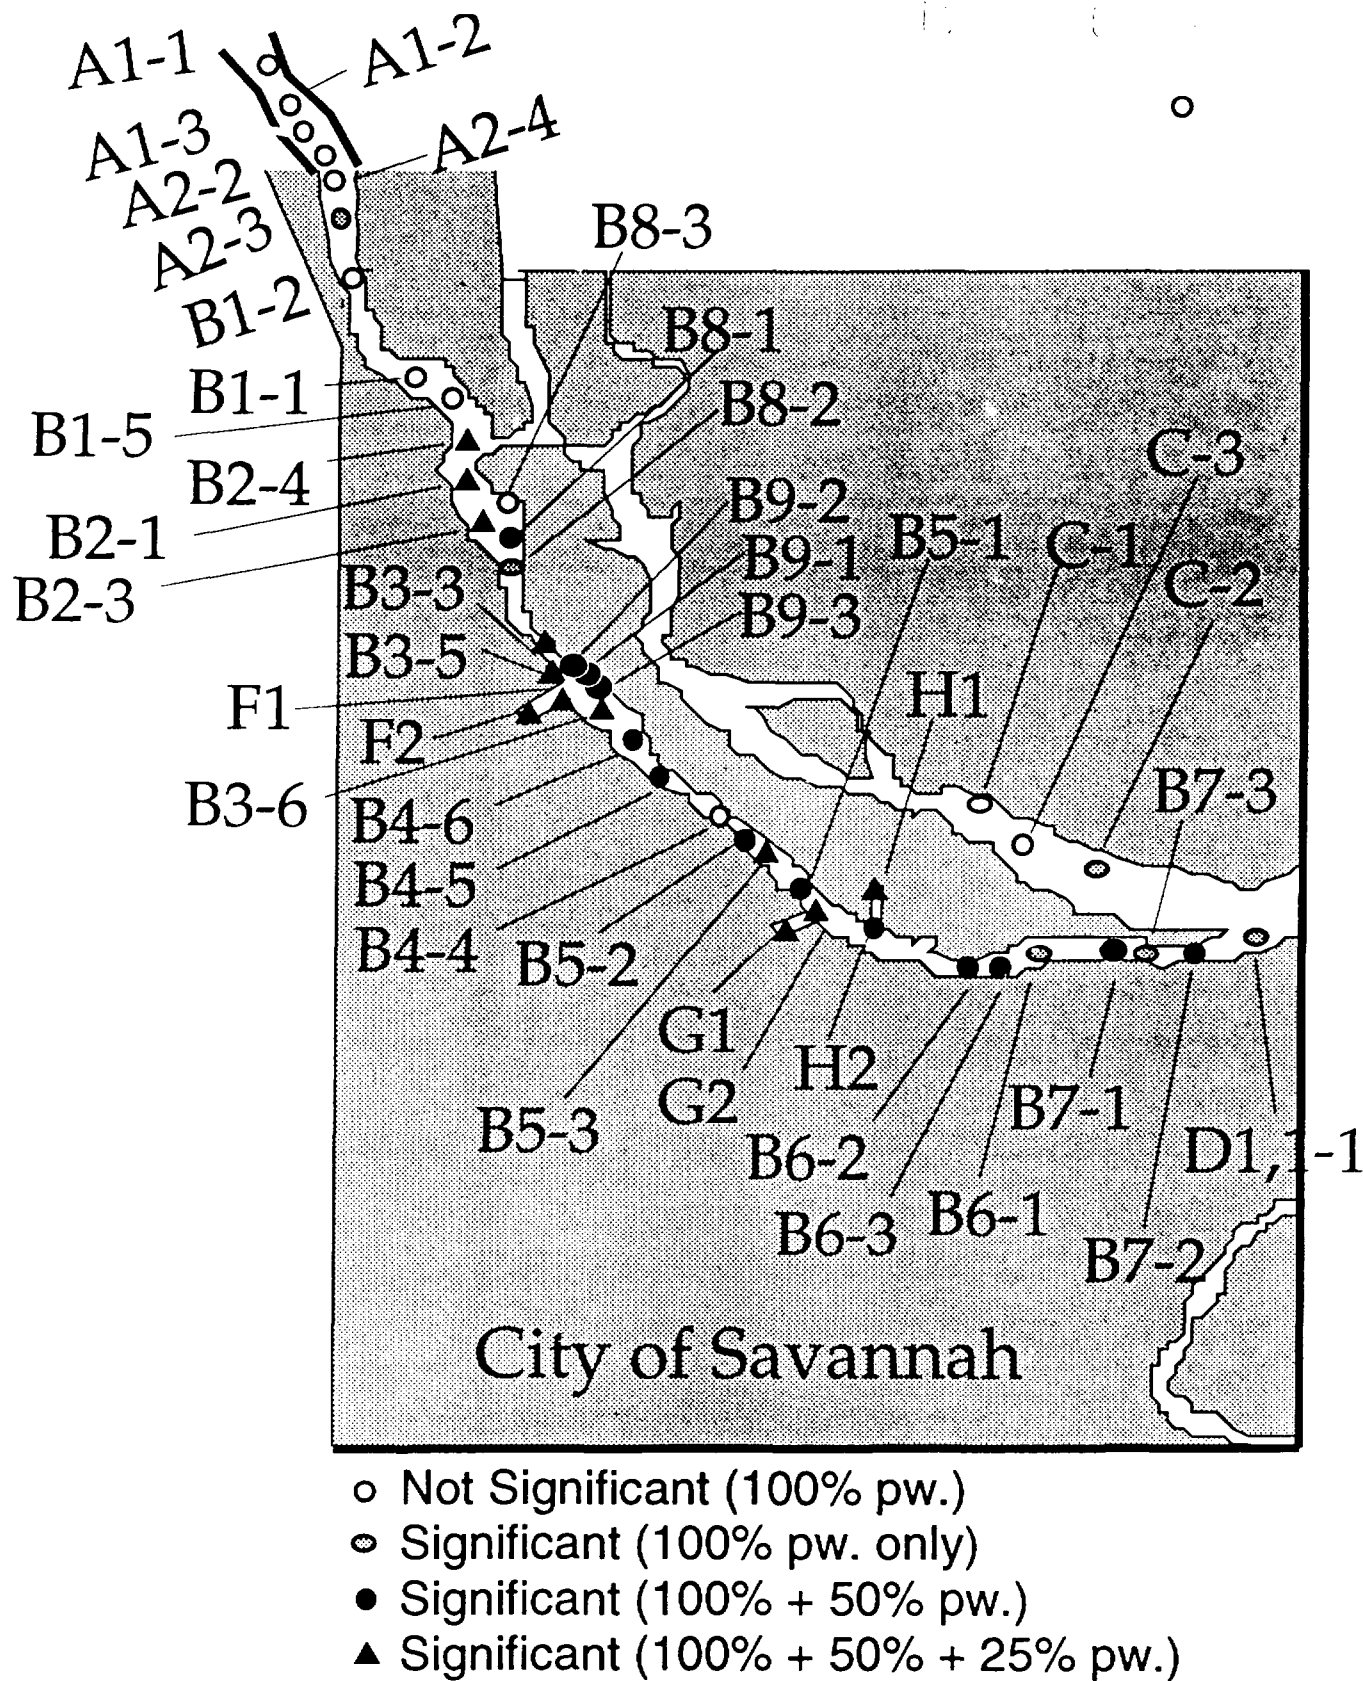 A1-1
A1-2
A1-3
A2-4
A2-2
A2-3
B8-3
B1-2
B8-1
B1-1
B8-2
B1-5
C-3
B2-4
B9-2
B2-1
B5-1
C-1
B9-1
B3-3
C-2
B2-3
B9-3
B3-5
H1
F1
F2
B7-3
B3-6
B4-6
B4-5
B4-4
B5-2
G1
H2
G2
B7-1
B5-3
B6-2
D1,1-1
B6-1
B6-3
B7-2
City of Savannah
Not Significant (100% pw.)
Significant (100% pw. only)
Significant (100% + 50% pw.)
Significant (100% + 50% + 25% pw.)